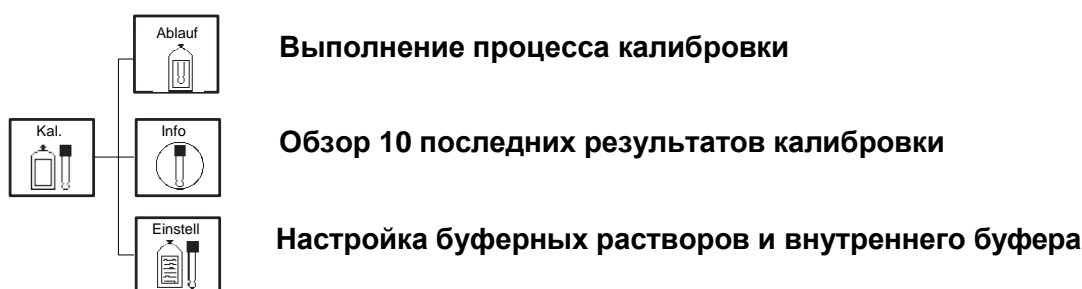 Ablauf
Выполнение процесса калибровки
Kal.
Info
Обзор 10 последних результатов калибровки
Einstell
Настройка буферных растворов и внутреннего буфера